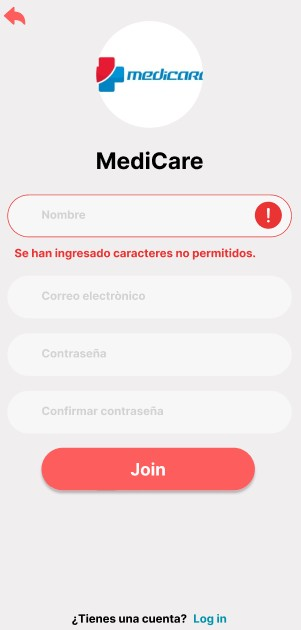 medicare
MediCare
Nombre
!
Se han ingresado caracteres no permitidos.
Correo electrònico
Contraseña
Confirmar contraseña
Join
¿Tienes una cuenta? Log in